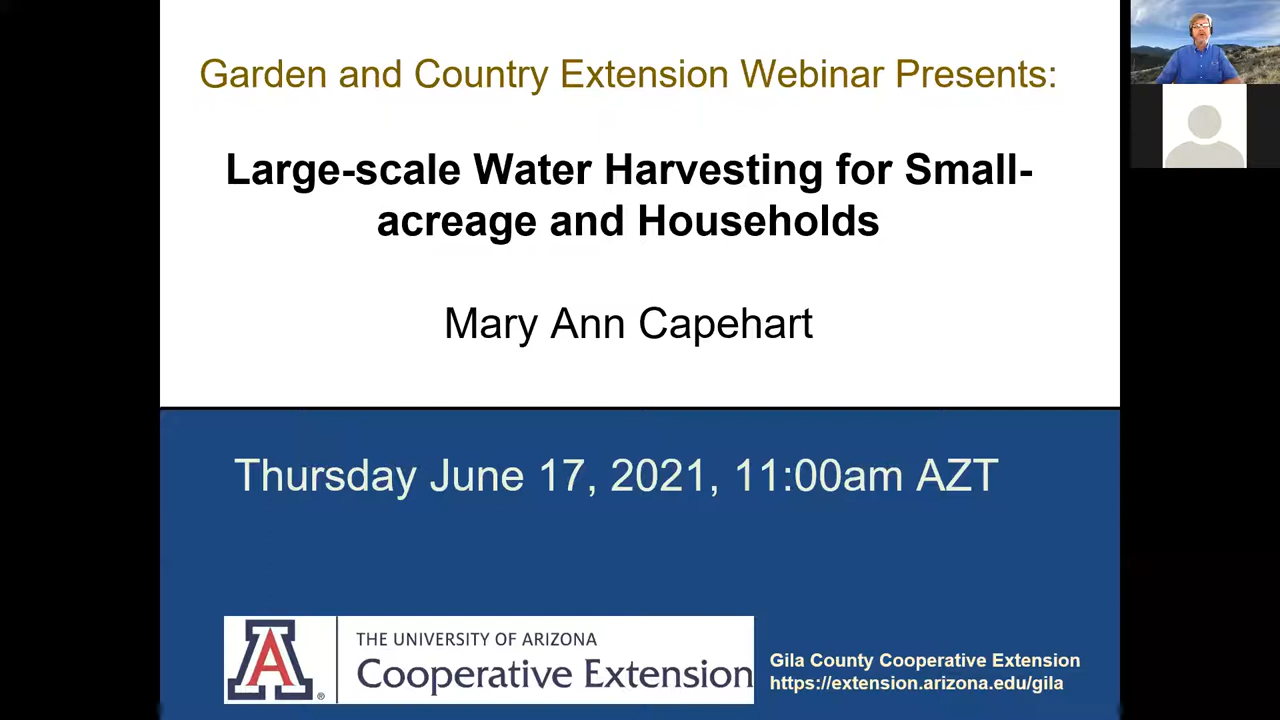 Garden and Country Extension Webinar Presents:
Large-scale Water Harvesting for Small-
acreage and Households
Mary Ann Capehart
Thursday June 17, 2021, 11:00am AZT
A
®
THE UNIVERSITY OF ARIZONA
Cooperative Extension
Gila County Cooperative Extension
https://extension.arizona.edu/gila